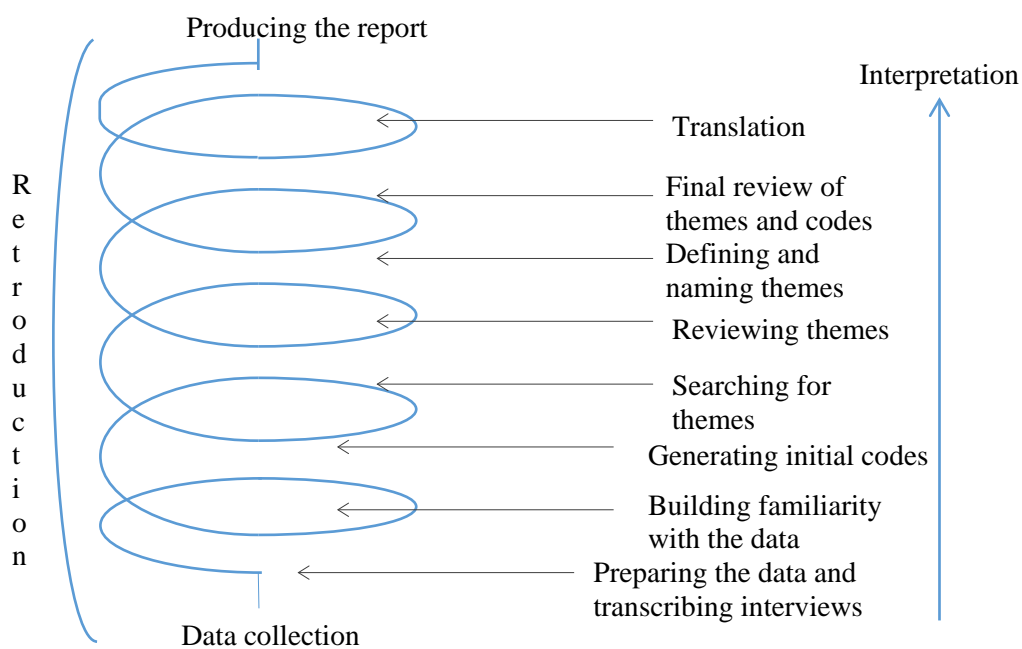 Producing the report
Interpretation
Translation
Retroduction
Final review of
themes and codes
Defining and
naming themes
Reviewing themes
Searching for
themes
Generating initial codes
Building familiarity
with the data
Preparing the data and
transcribing interviews
Data collection